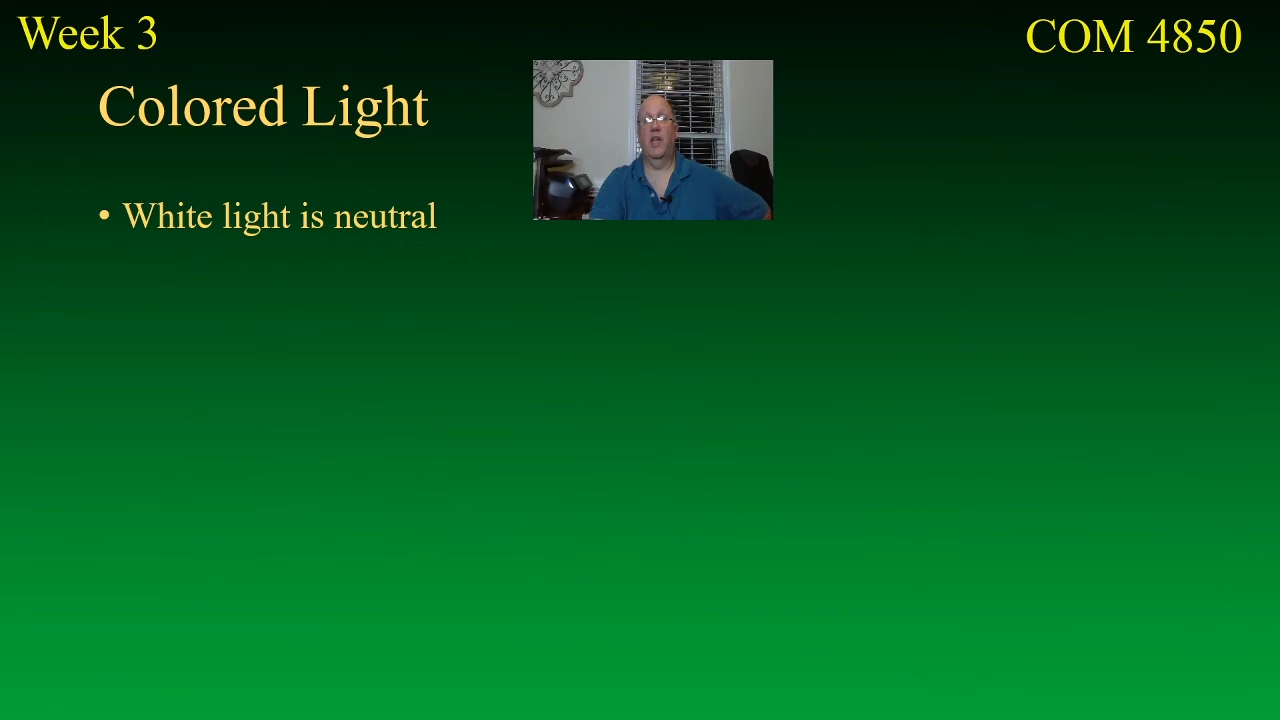 Week 3
COM 4850
Colored Light
• White light is neutral